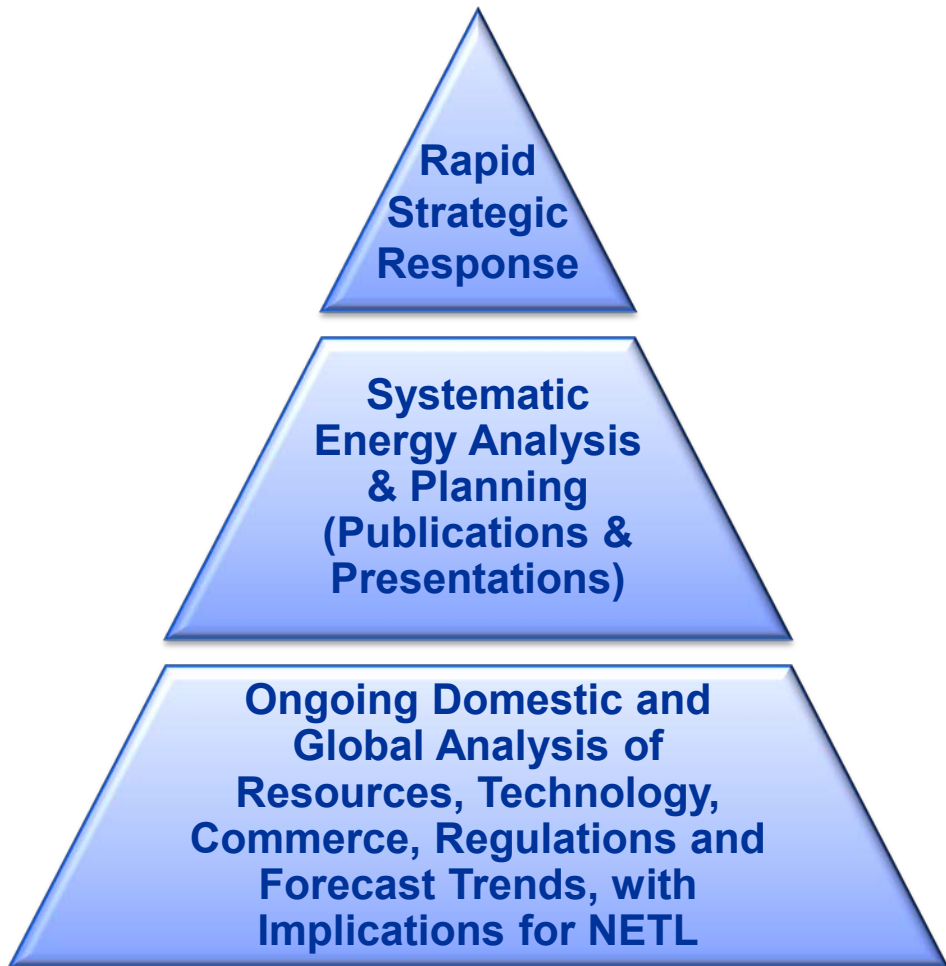 Rapid
Strategic
Response
Systematic
Energy Analysis
& Planning
(Publications &
Presentations)
Ongoing Domestic and
Global Analysis of
Resources, Technology,
Commerce, Regulations and
Forecast Trends, with
Implications for NETL